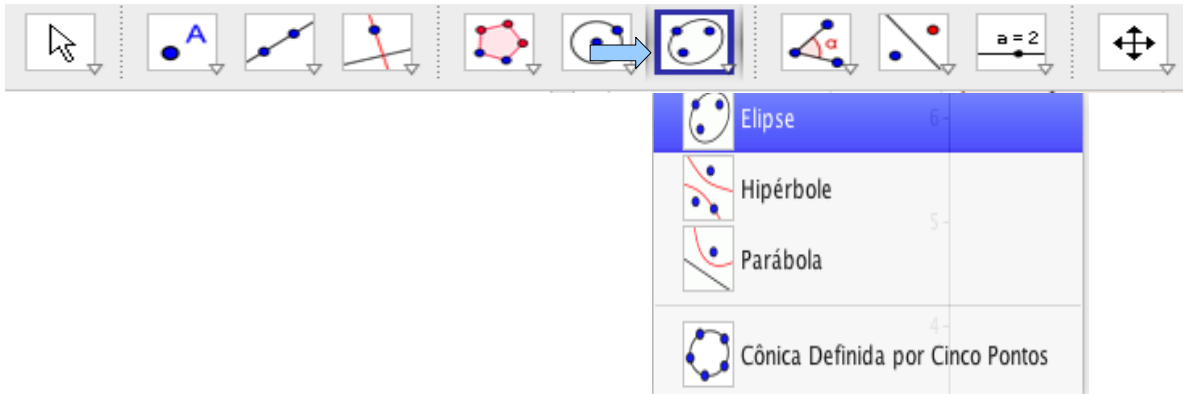 A
α
a = 2
Elipse
6
Hipérbole
5
Parábola
4
Cônica Definida por Cinco Pontos